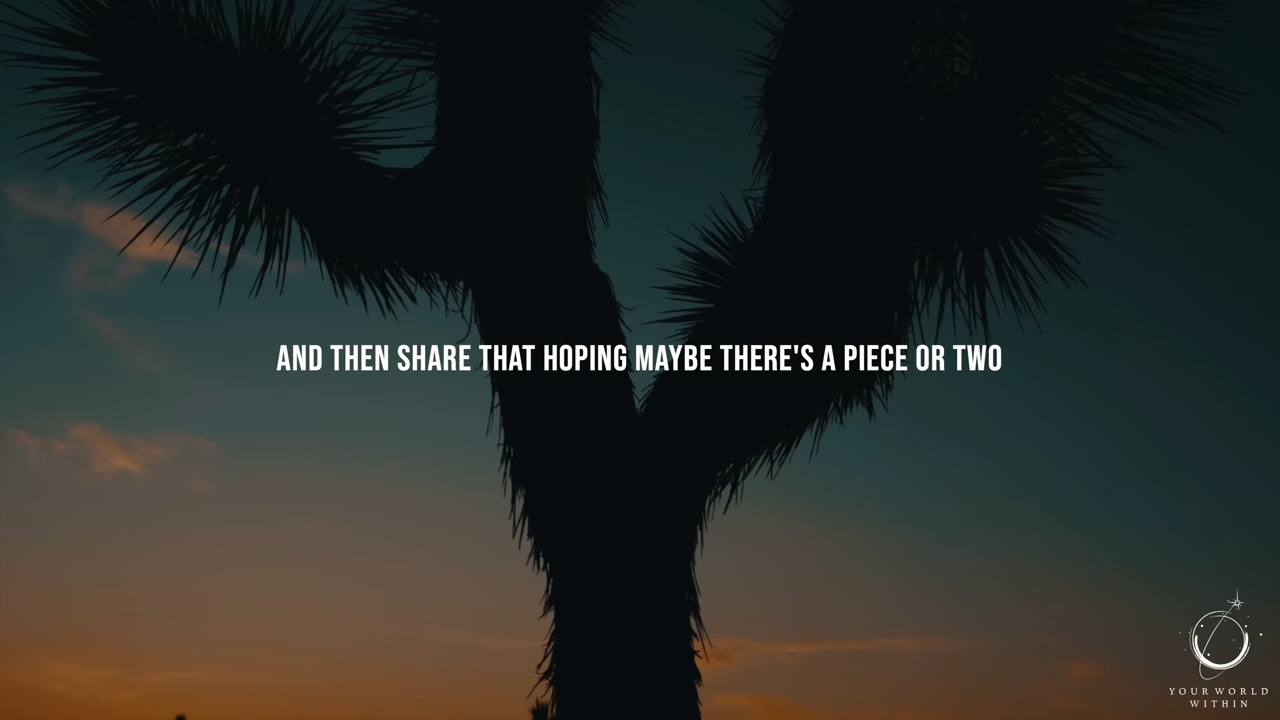 AND THEN SHARE THAT HOPING MAYBE THERE'S A PIECE OR TWO
YOUR WORLD
WITHIN